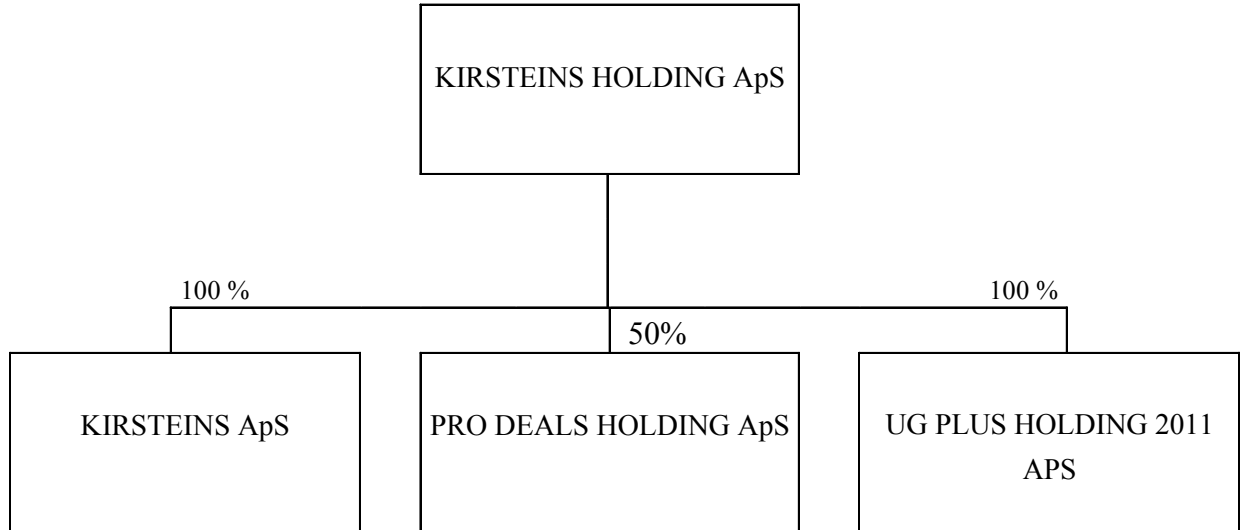 KIRSTEINS HOLDING ApS
100 %
100 %
50%
KIRSTEINS ApS
PRO DEALS HOLDING ApS
UG PLUS HOLDING 2011
APS